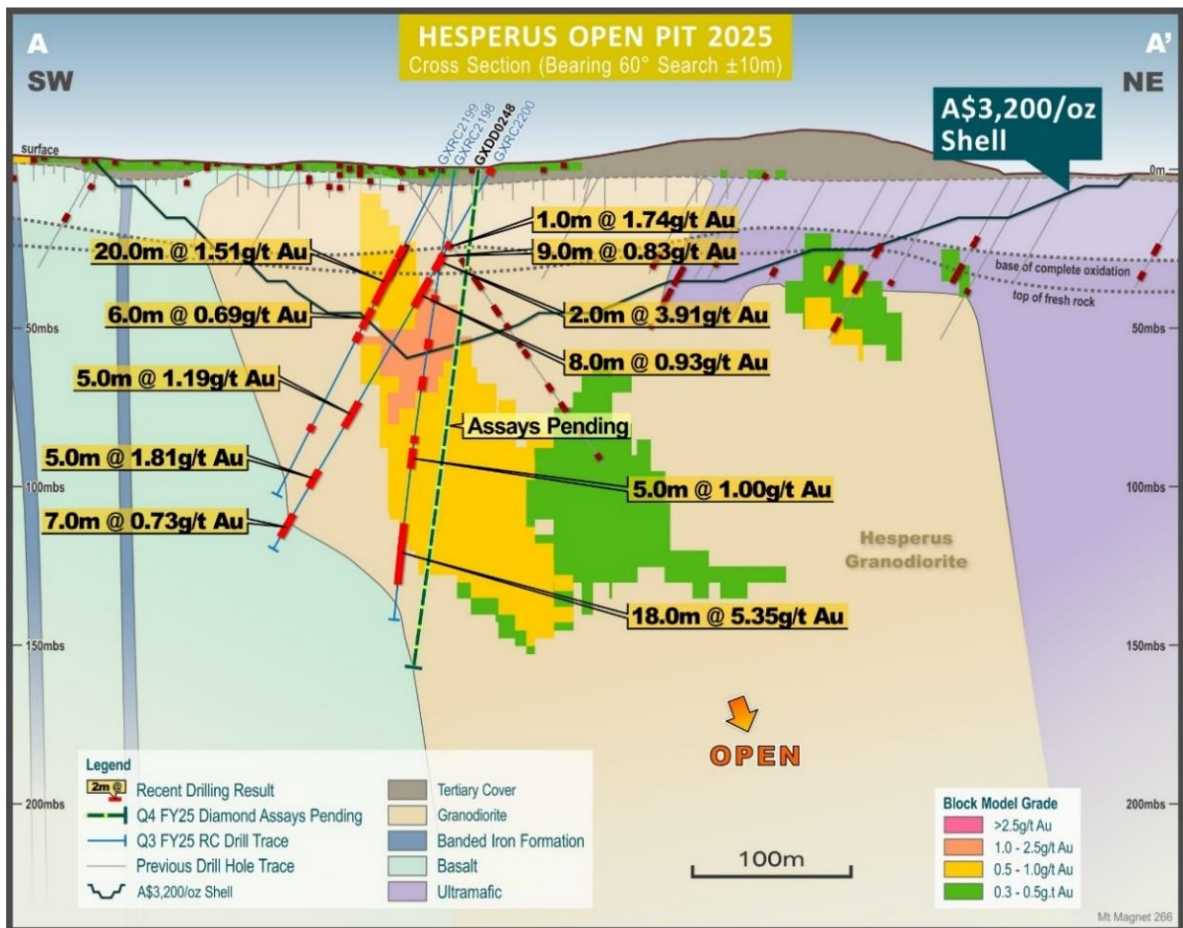 HESPERUS OPEN PIT 2025
Cross Section (Bearing 60° Search ±10m)
A
SW
A'
NE
A$3,200/oz
Shell
GXRC2199
GXRC2198
GXDD0248
GXRC2200
surface
0m
1.0m @ 1.74g/t Au
20.0m @ 1.51g/t Au
9.0m @ 0.83g/t Au
base of complete oxidation
top of fresh rock
6.0m @ 0.69g/t Au
2.0m @ 3.91g/t Au
50mbs
50mbs
8.0m @ 0.93g/t Au
5.0m @ 1.19g/t Au
Assays Pending
5.0m @ 1.81g/t Au
5.0m @ 1.00g/t Au
100mbs
100mbs
7.0m @ 0.73g/t Au
Hesperus
Granodiorite
18.0m @ 5.35g/t Au
150mbs
150mbs
OPEN
Legend
2m @
Recent Drilling Result
Q4 FY25 Diamond Assays Pending
Q3 FY25 RC Drill Trace
Previous Drill Hole Trace
A$3,200/oz Shell
Tertiary Cover
Granodiorite
Banded Iron Formation
Basalt
Ultramafic
200mbs
200mbs
100m
Block Model Grade
>2.5g/t Au
1.0 - 2.5g/t Au
0.5 - 1.0g/t Au
0.3 - 0.5g.t Au
Mt Magnet 266